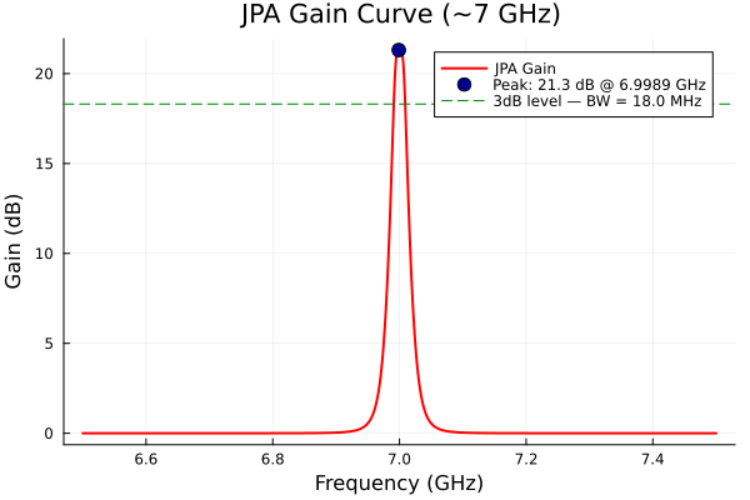 JPA Gain Curve (~7 GHz)
JPA Gain
Peak: 21.3 dB @ 6.9989 GHz
3dB level — BW = 18.0 MHz
Gain (dB)
20
15
10
5
0
6.6 6.8 7.0 7.2 7.4
Frequency (GHz)